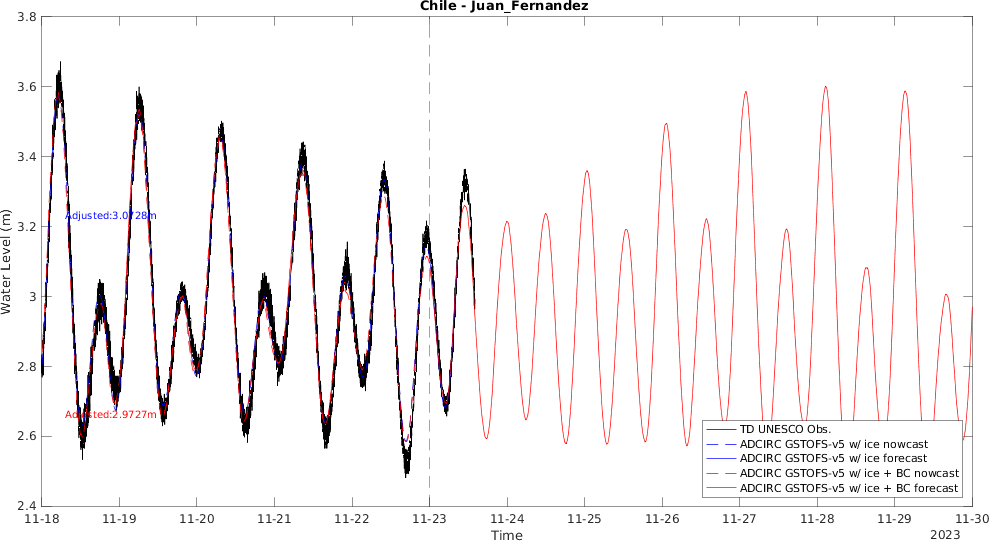 Chile - Juan_Fernandez
3.8
3.6
3.4
3.2
3
2.8
2.6
2.4
Water Level (m)
Adjusted:3.0728m
Adjusted:2.9727m
TD UNESCO Obs.
ADCIRC GSTOFS-v5 w/ ice nowcast
ADCIRC GSTOFS-v5 w/ ice forecast
ADCIRC GSTOFS-v5 w/ ice + BC nowcast
ADCIRC GSTOFS-v5 w/ ice + BC forecast
11-18 11-19 11-20 11-21 11-22 11-23 11-24 11-25 11-26 11-27 11-28 11-29 11-30
Time
2023